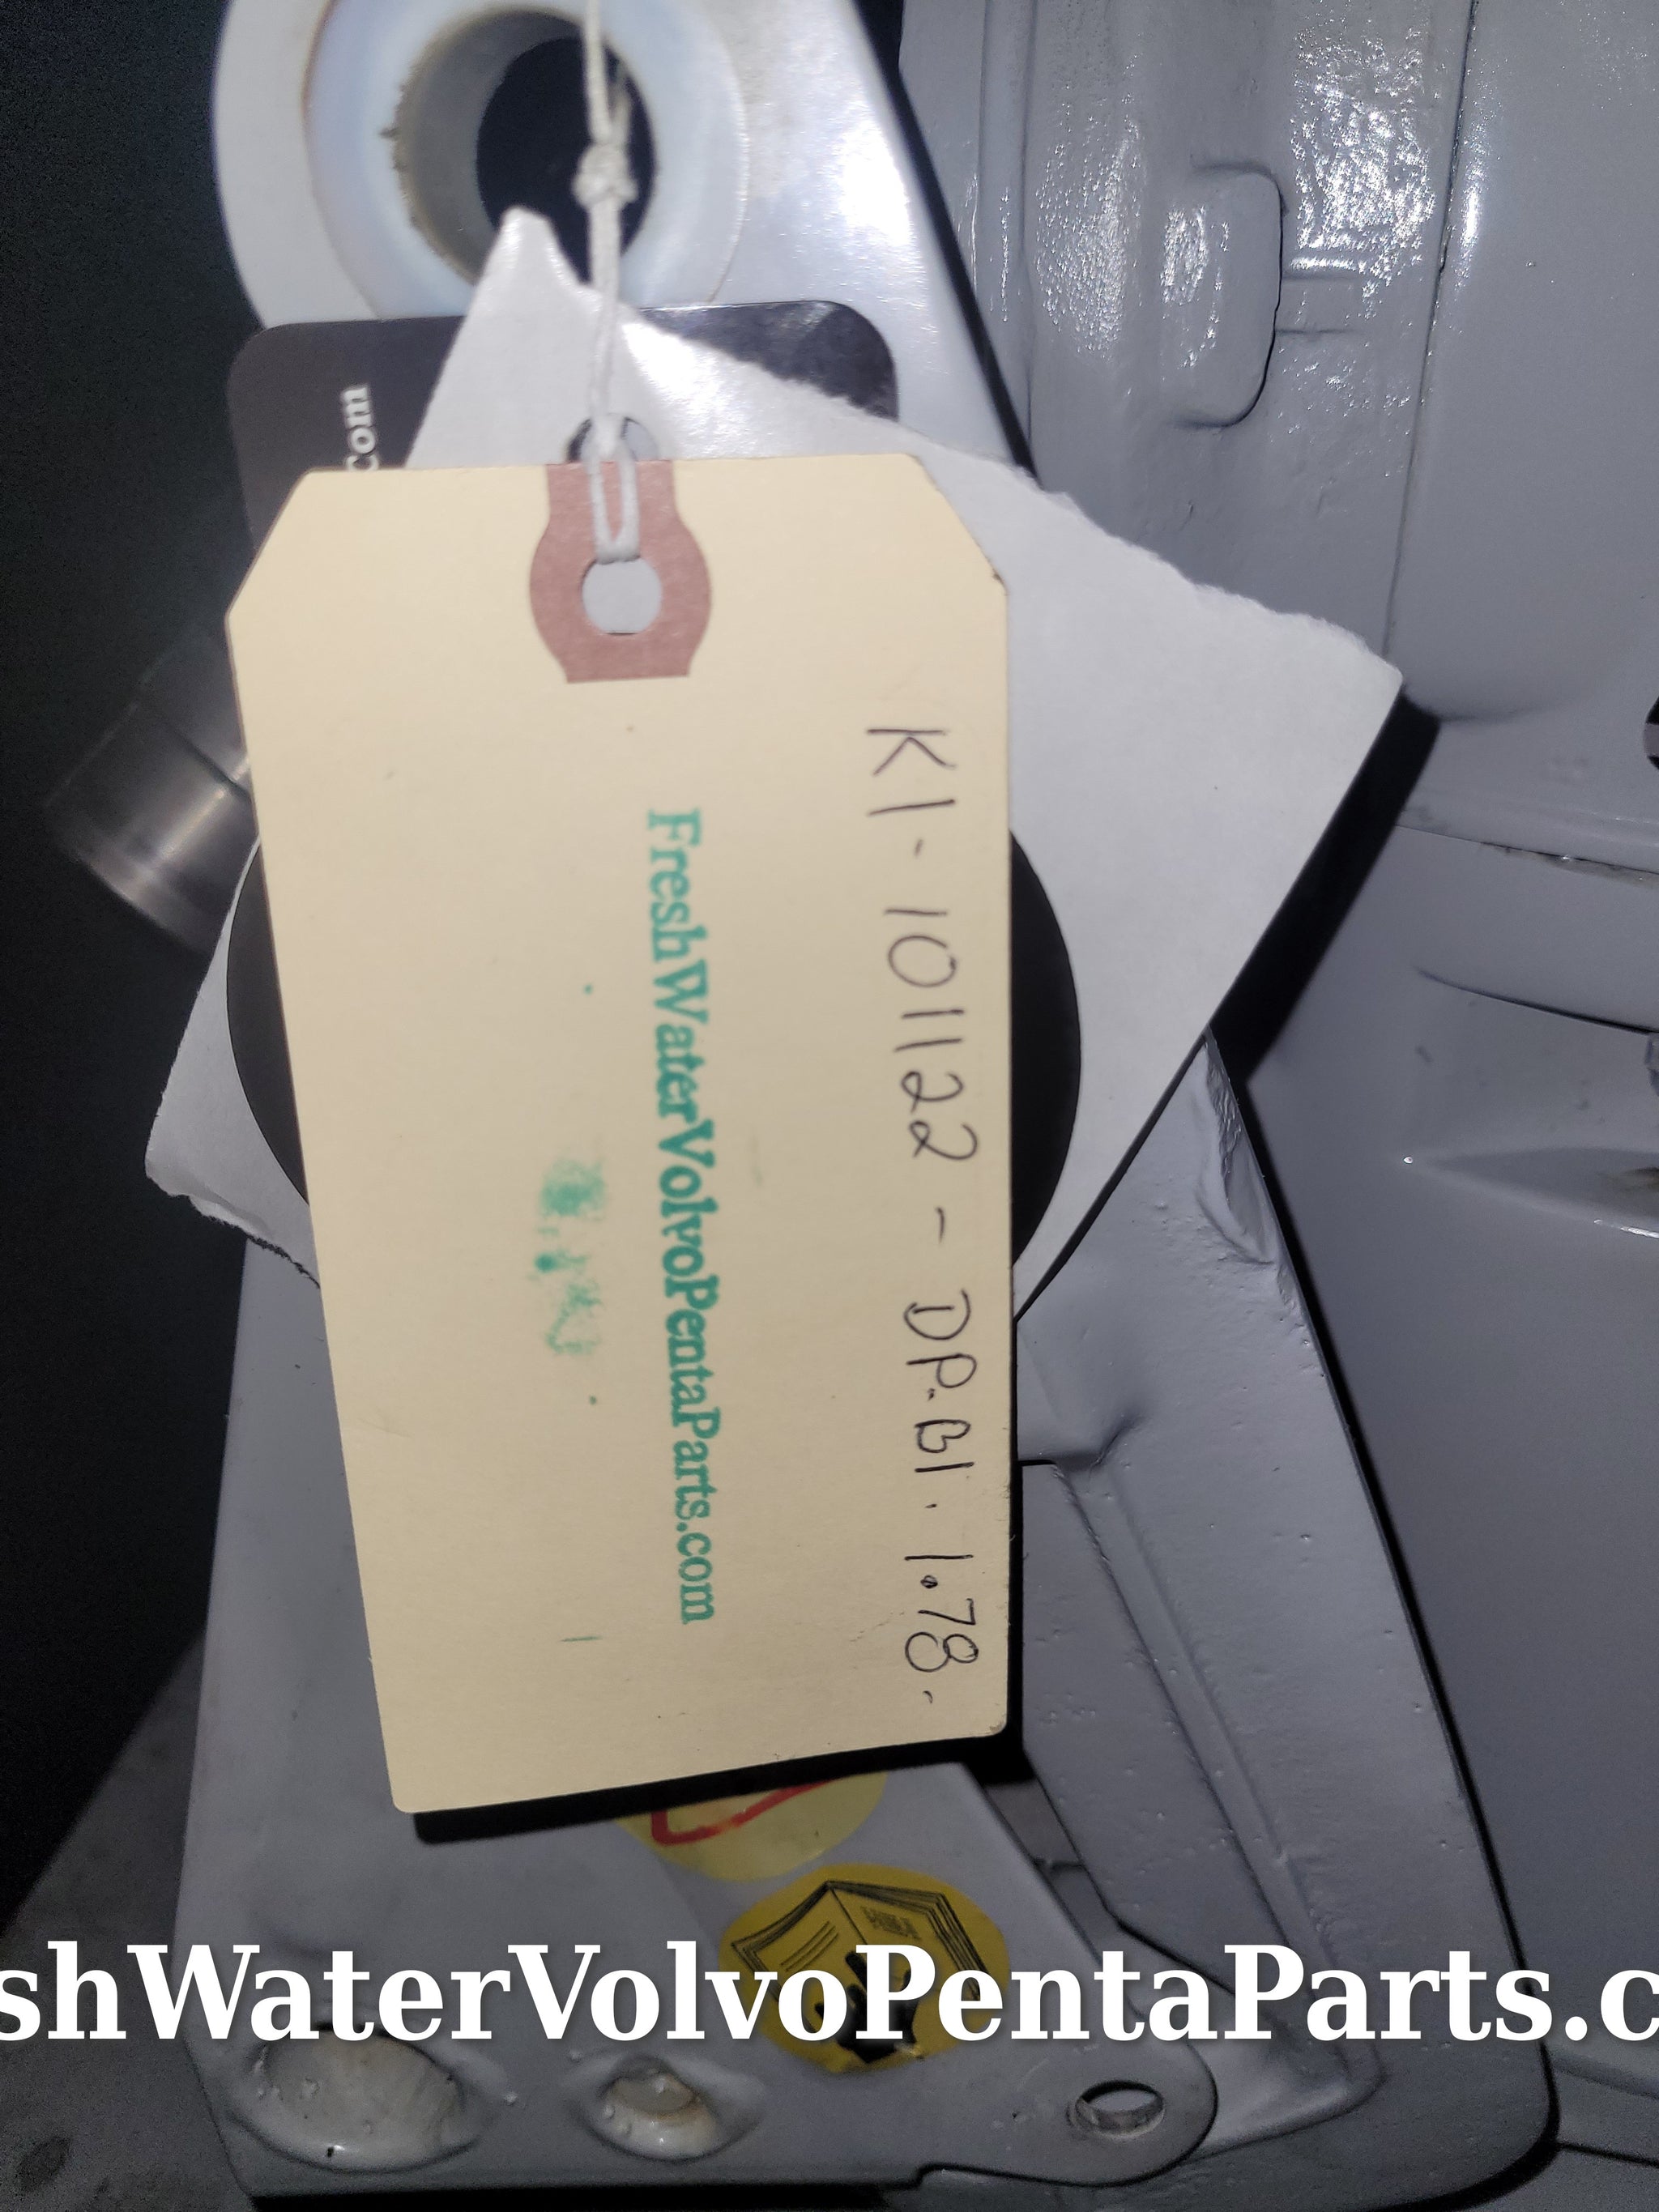 .com
K1-101122 - DP.B1. 1.78.
FreshWaterVolvoPentaParts.com
shWaterVolvoPentaParts.c